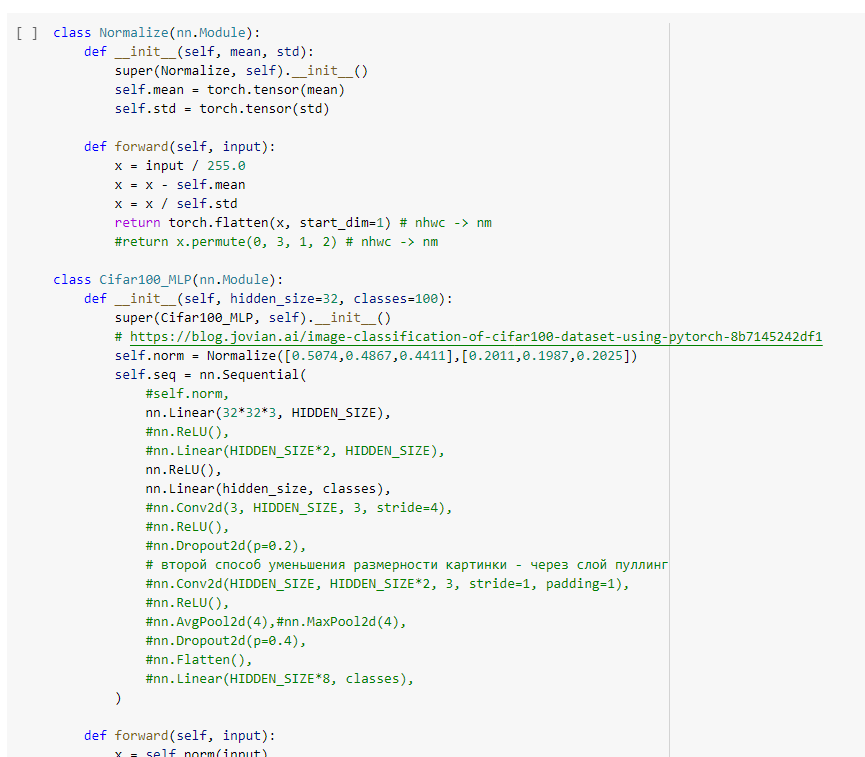 [ ] class Normalize(nn.Module):
def __init__(self, mean, std):
super(Normalize, self).__init__()
self.mean = torch.tensor(mean)
self.std = torch.tensor(std)
def forward(self, input):
x = input / 255.0
x = x - self.mean
x = x / self.std
return torch.flatten(x, start_dim=1) # nhwc -> nm
#return x.permute(0, 3, 1, 2) # nhwc -> nm
class Cifar100_MLP(nn.Module):
def __init__(self, hidden_size=32, classes=100):
super(Cifar100_MLP, self).__init__()
# https://blog.jovian.ai/image-classification-of-cifar100-dataset-using-pytorch-8b7145242df1
self.norm = Normalize([0.5074,0.4867,0.4411],[0.2011,0.1987,0.2025])
self.seq = nn.Sequential(
#self.norm,
nn.Linear(32*32*3, HIDDEN_SIZE),
#nn.ReLU(),
#nn.Linear(HIDDEN_SIZE*2, HIDDEN_SIZE),
nn.ReLU(),
nn.Linear(hidden_size, classes),
#nn.Conv2d(3, HIDDEN_SIZE, 3, stride=4),
#nn.ReLU(),
#nn.Dropout2d(p=0.2),
# второй способ уменьшения размерности картинки - через слой пуллинг
#nn.Conv2d(HIDDEN_SIZE, HIDDEN_SIZE*2, 3, stride=1, padding=1),
#nn.ReLU(),
#nn.AvgPool2d(4),#nn.MaxPool2d(4),
#nn.Dropout2d(p=0.4),
#nn.Flatten(),
#nn.Linear(HIDDEN_SIZE*8, classes),
)
def forward(self, input):
x = self.norm(input)